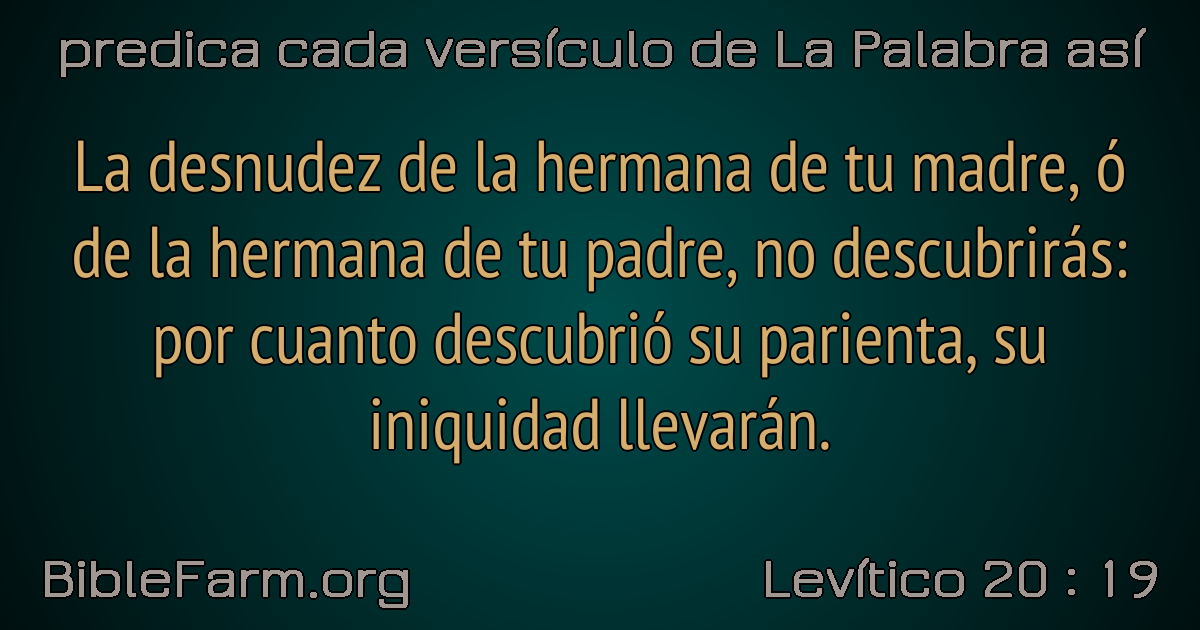 predica cada versículo de La Palabra así
La desnudez de la hermana de tu madre, ó
de la hermana de tu padre, no descubrirás:
por cuanto descubrió su parienta, su
iniquidad llevarán.
BibleFarm.org
Levítico 20 : 19